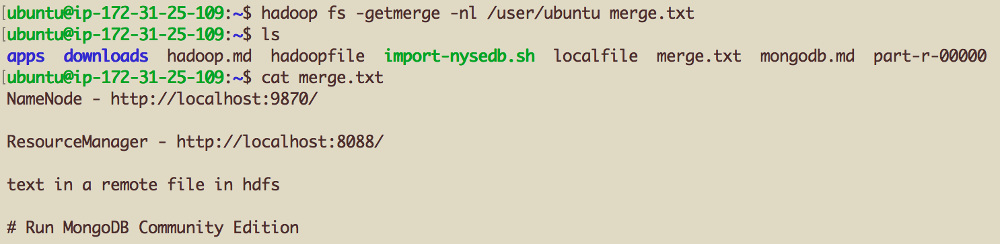 [ubuntu@ip-172-31-25-109:~$ hadoop fs -getmerge -nl /user/ubuntu merge.txt
[ubuntu@ip-172-31-25-109:~$ ls
apps  downloads  hadoop.md  hadoopfile  import-nysedb.sh  localfile  merge.txt  mongodb.md  part-r-00000
[ubuntu@ip-172-31-25-109:~$ cat merge.txt
NameNode - http://localhost:9870/
ResourceManager - http://localhost:8088/
text in a remote file in hdfs
# Run MongoDB Community Edition